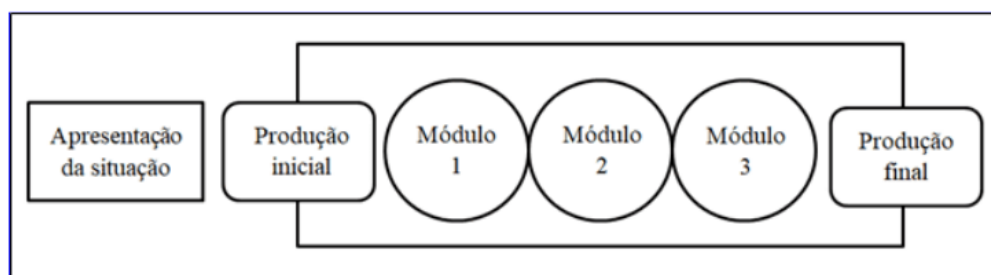 Apresentação
da situação
Produção
inicial
Módulo
1
Módulo
2
Módulo
3
Produção
final